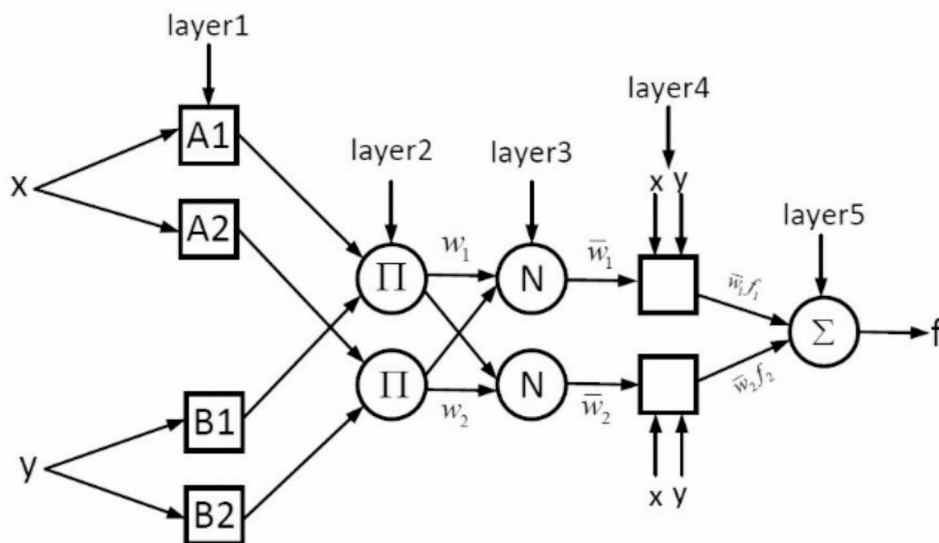 layer1
A1
x
A2
layer2
layer3
layer4
x y
layer5
Π
w₁
N
w̄₁
w̄₁f₁
Σ
f
Π
w₂
N
w̄₂
w̄₂f₂
B1
y
B2
x y